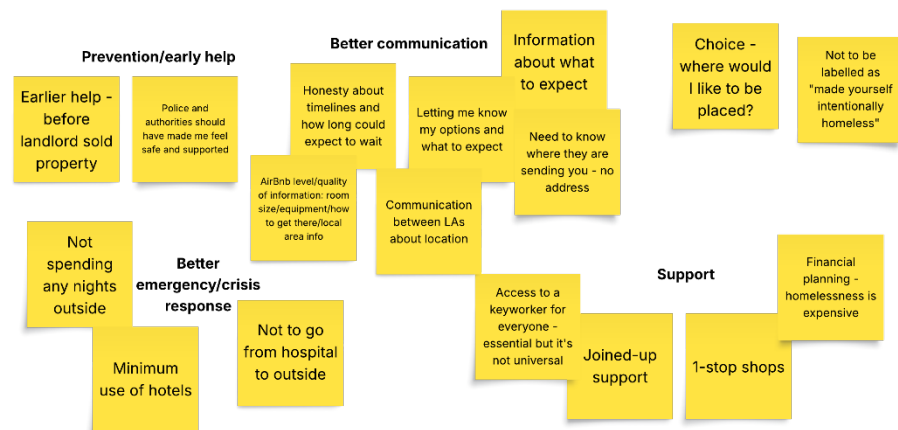 Prevention/early help
Earlier help -
before
landlord sold
property
Police and
authorities should
have made me feel
safe and supported
Better communication
Honesty about
timelines and
how long could
expect to wait
Letting me know
my options and
what to expect
Information
about what
to expect
Need to know
where they are
sending you - no
address
AirBnb level/quality
of information: room
size/equipment/how
to get there/local
area info
Communication
between LAs
about location
Choice -
where would
I like to be
placed?
Not to be
labelled as
"made yourself
intentionally
homeless"
Better
emergency/crisis
response
Not
spending
any nights
outside
Minimum
use of hotels
Not to go
from hospital
to outside
Support
Access to a
keyworker for
everyone -
essential but it's
not universal
Joined-up
support
1-stop shops
Financial
planning -
homelessness is
expensive